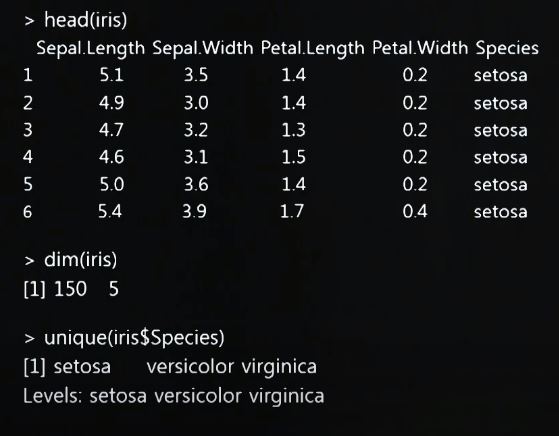 > head(iris)
Sepal.Length Sepal.Width Petal.Length Petal.Width Species
1 5.1 3.5 1.4 0.2 setosa
2 4.9 3.0 1.4 0.2 setosa
3 4.7 3.2 1.3 0.2 setosa
4 4.6 3.1 1.5 0.2 setosa
5 5.0 3.6 1.4 0.2 setosa
6 5.4 3.9 1.7 0.4 setosa
> dim(iris)
[1] 150 5
> unique(iris$Species)
[1] setosa versicolor virginica
Levels: setosa versicolor virginica